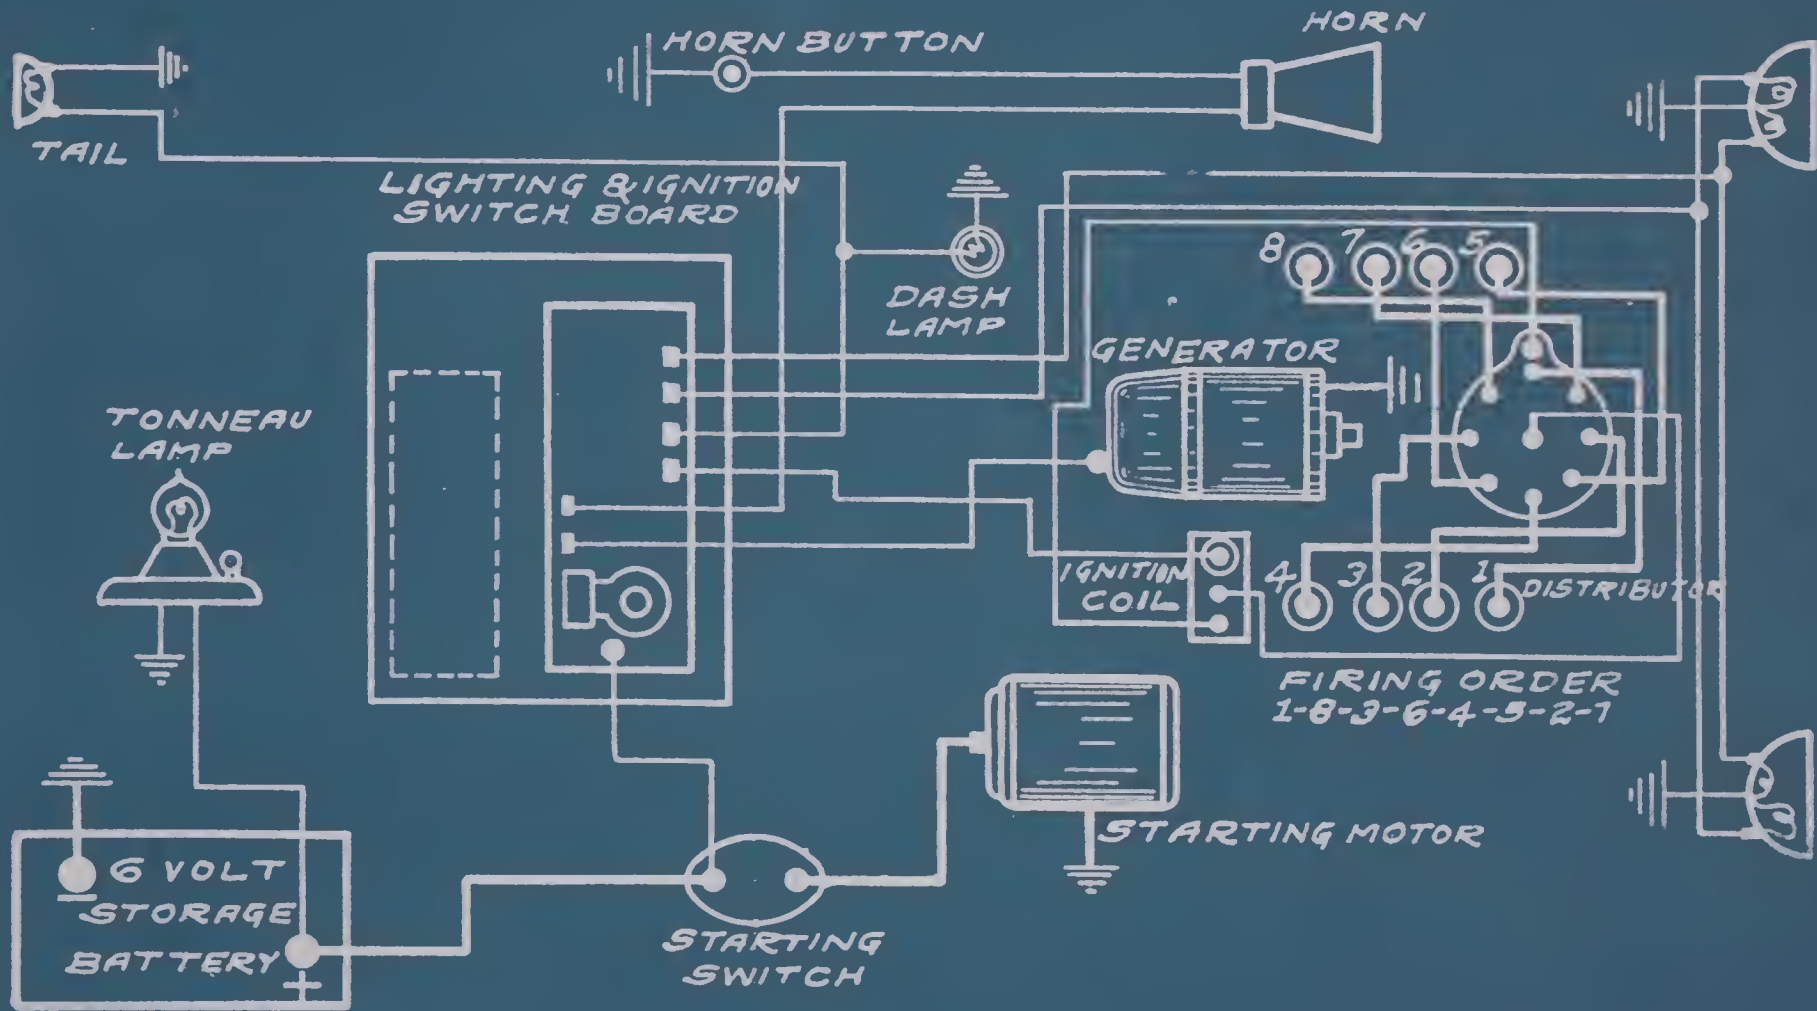 HORN
HORN BUTTON
TAIL
LIGHTING & IGNITION
SWITCH BOARD
8 7 6 5
DASH
LAMP
GENERATOR
TONNEAU
LAMP
IGNITION
COIL
4 3 2 1 DISTRIBUTOR
FIRING ORDER
1-8-3-6-4-5-2-7
STARTING MOTOR
6 VOLT
STORAGE
BATTERY
STARTING
SWITCH